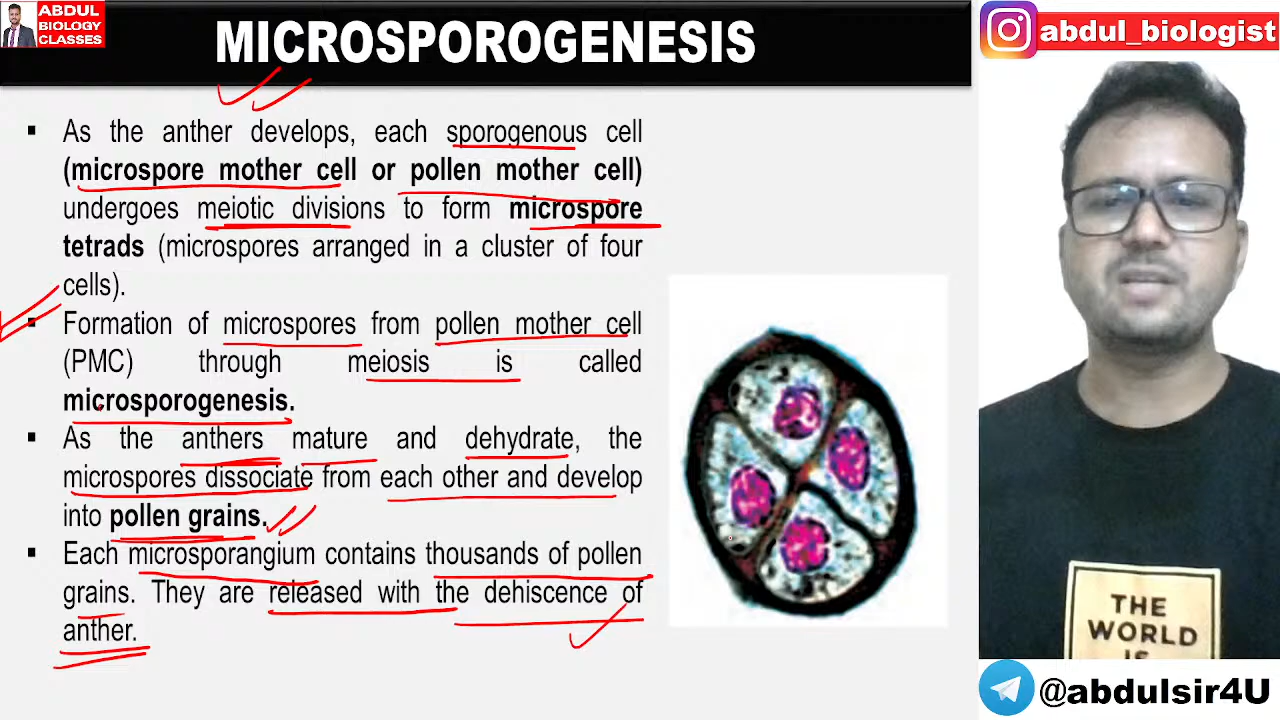 ABDUL
BIOLOGY
CLASSES
MICROSPOROGENESIS
abdul_biologist
▪ As the anther develops, each sporogenous cell
(microspore mother cell or pollen mother cell)
undergoes meiotic divisions to form microspore
tetrads (microspores arranged in a cluster of four
cells).
▪ Formation of microspores from pollen mother cell
(PMC) through meiosis is called
microsporogenesis.
▪ As the anthers mature and dehydrate, the
microspores dissociate from each other and develop
into pollen grains.
▪ Each microsporangium contains thousands of pollen
grains. They are released with the dehiscence of
anther.
THE
WORLD
IS
@abdulsir4U